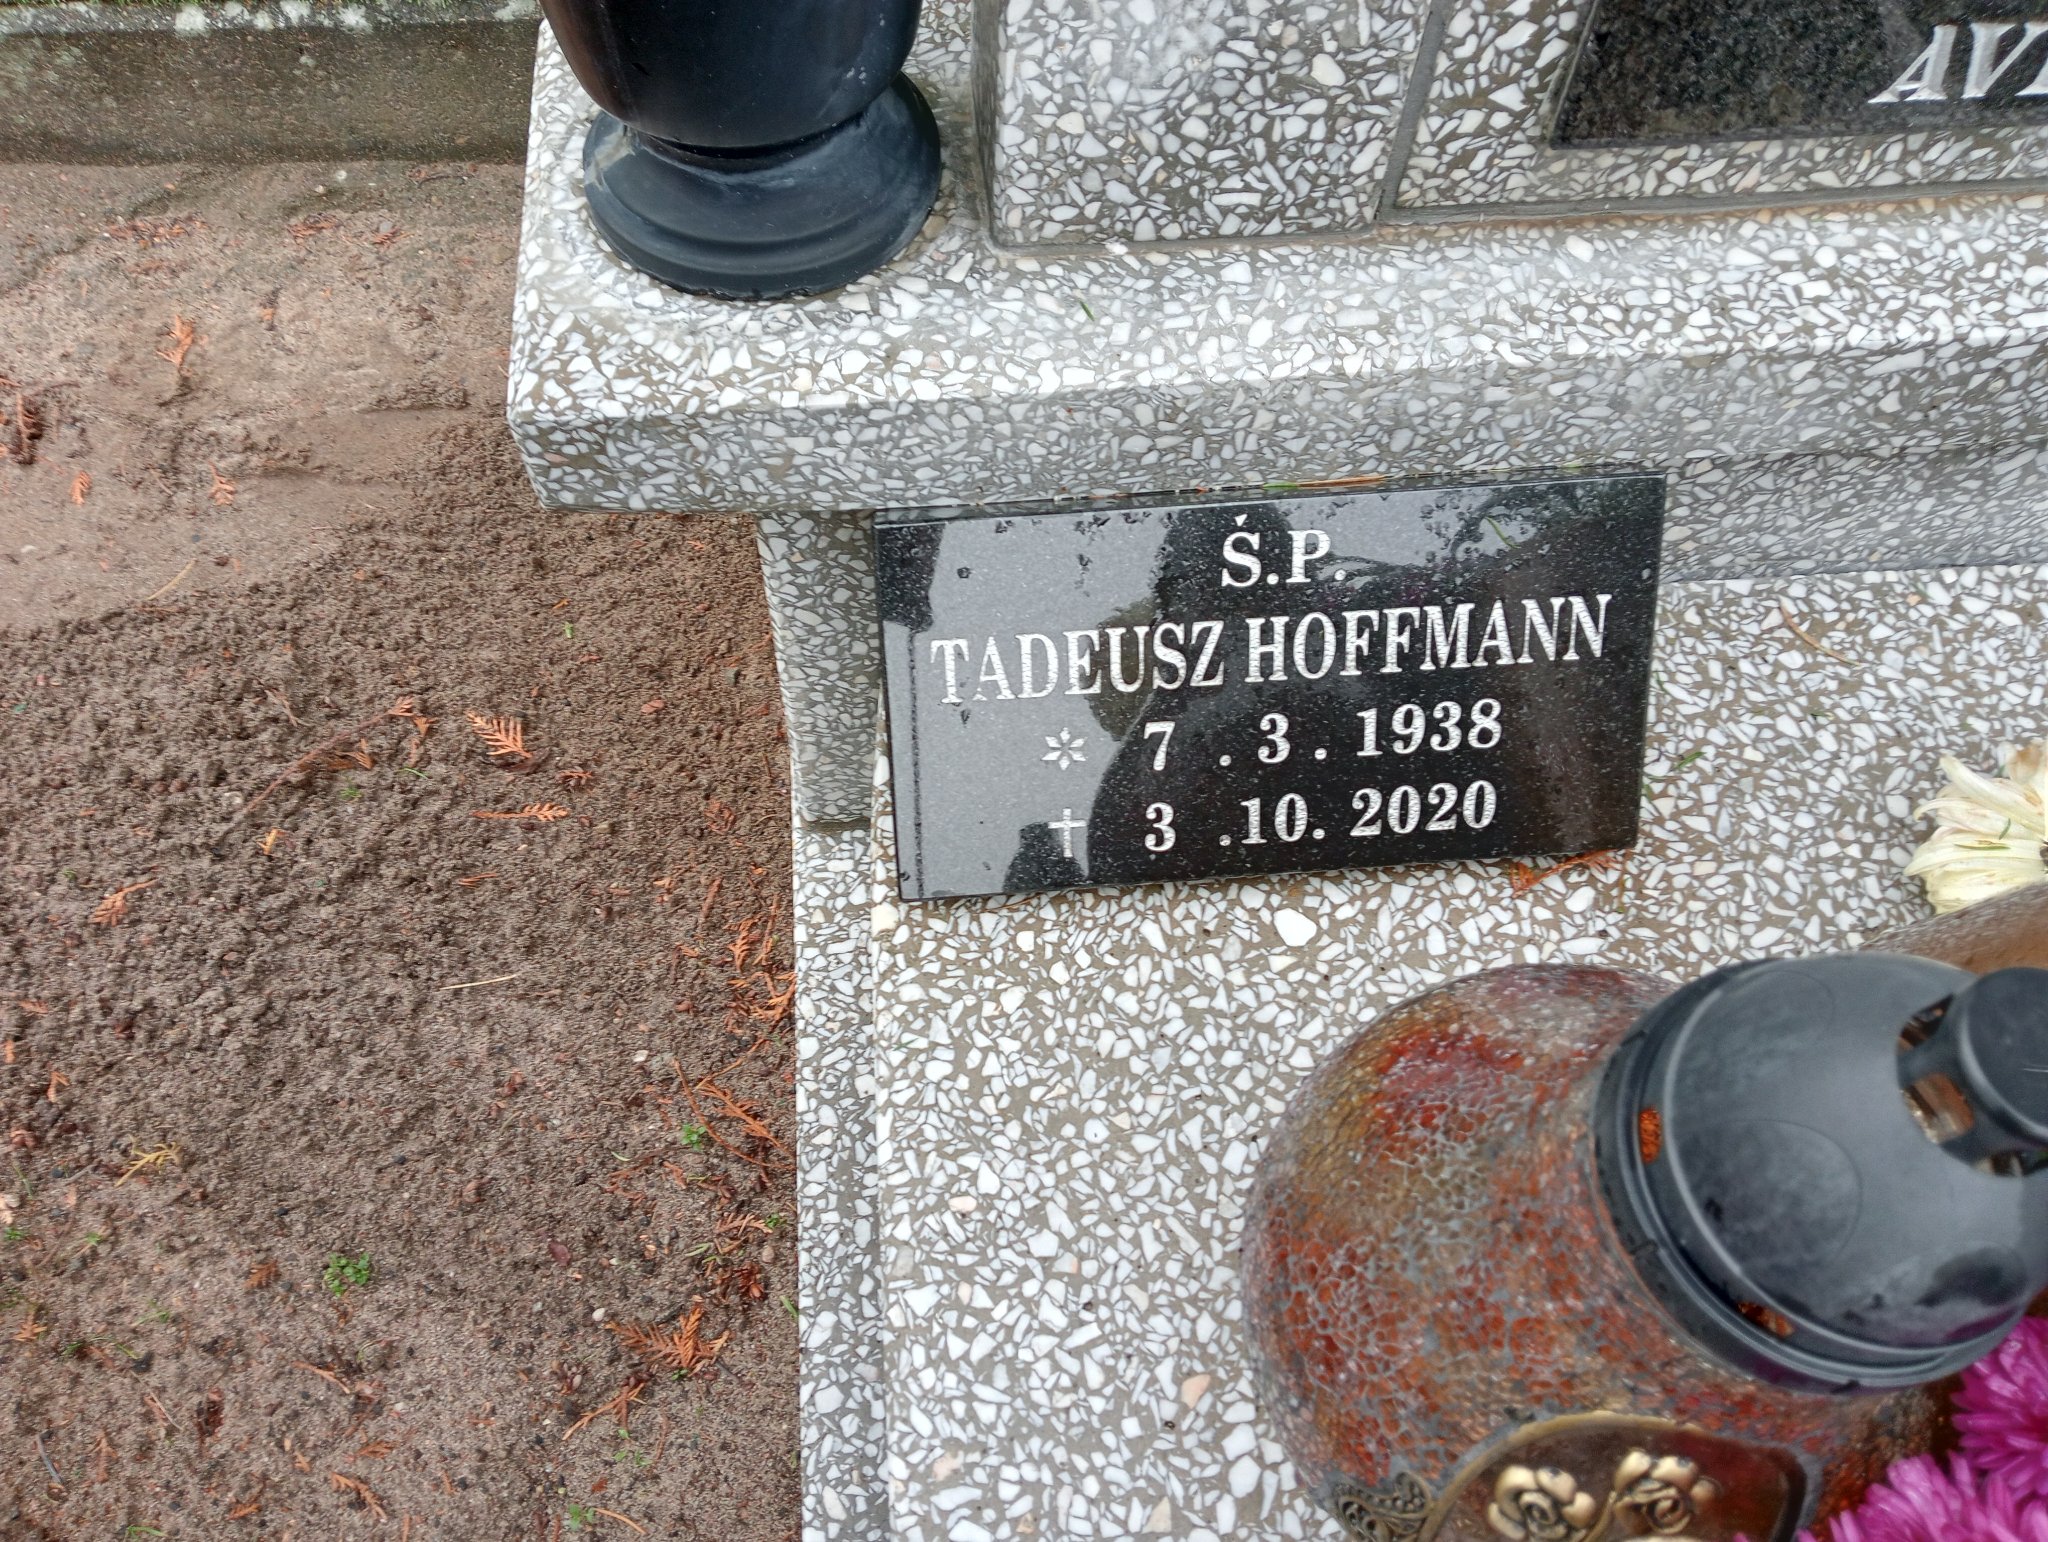 Ś.P.
TADEUSZ HOFFMANN
* 7 . 3 . 1938
† 3 .10. 2020